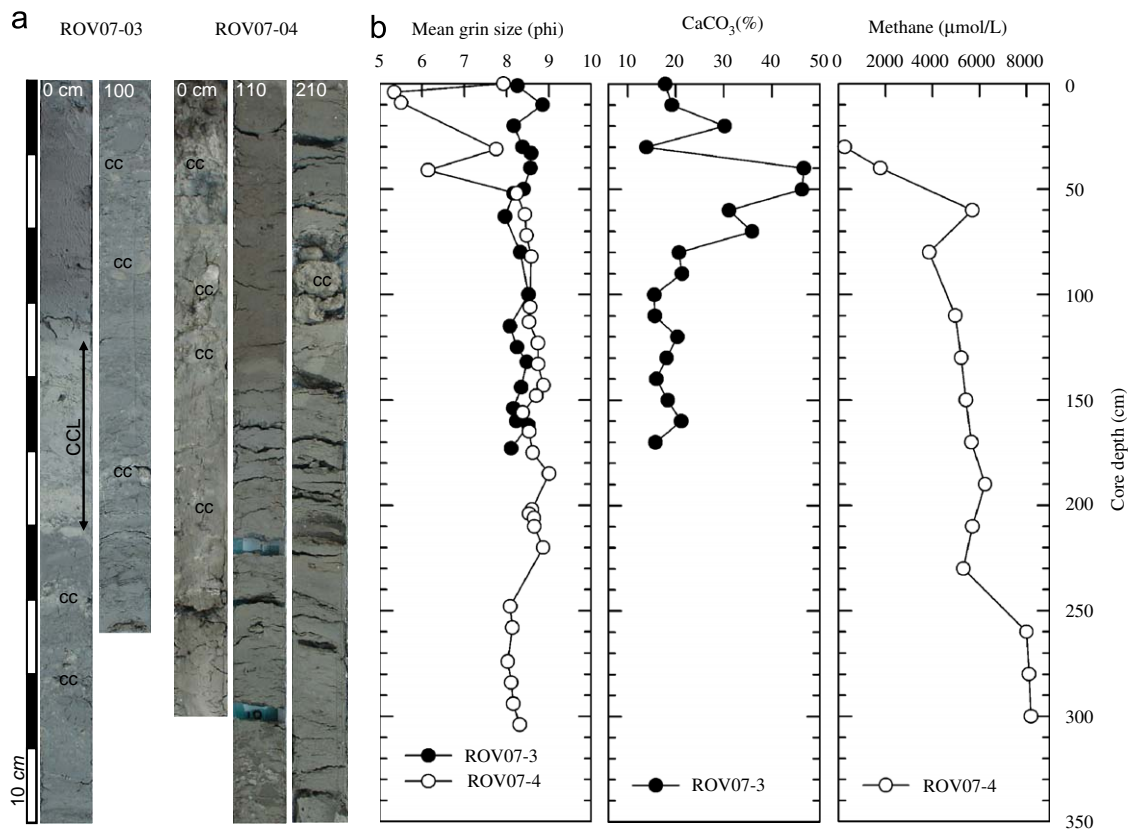 a
ROV07-03
ROV07-04
0 cm
100
0 cm
110
210
cc
cc
cc
cc
cc
CCL
cc
cc
cc
cc
cc
10 cm
b
Mean grin size (phi)
CaCO3(%)
Methane (µmol/L)
5 6 7 8 9 10
10 20 30 40 50
0 2000 4000 6000 8000
0
50
100
150
200
250
300
350
Core depth (cm)
ROV07-3
ROV07-4
ROV07-3
ROV07-4